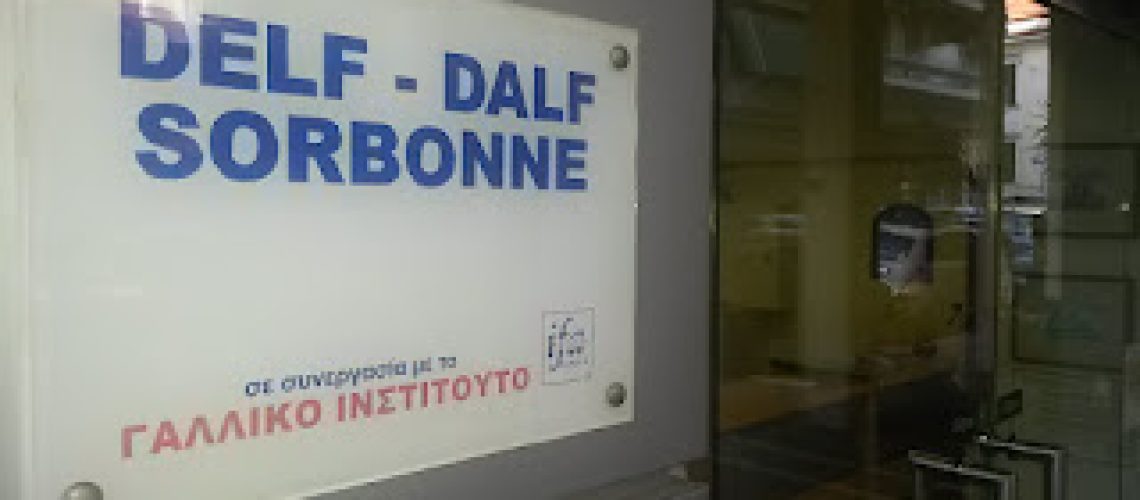 DELF - DALF
SORBONNE
σε συνεργασία με το
ΓΑΛΛΙΚΟ ΙΝΣΤΙΤΟΥΤΟ